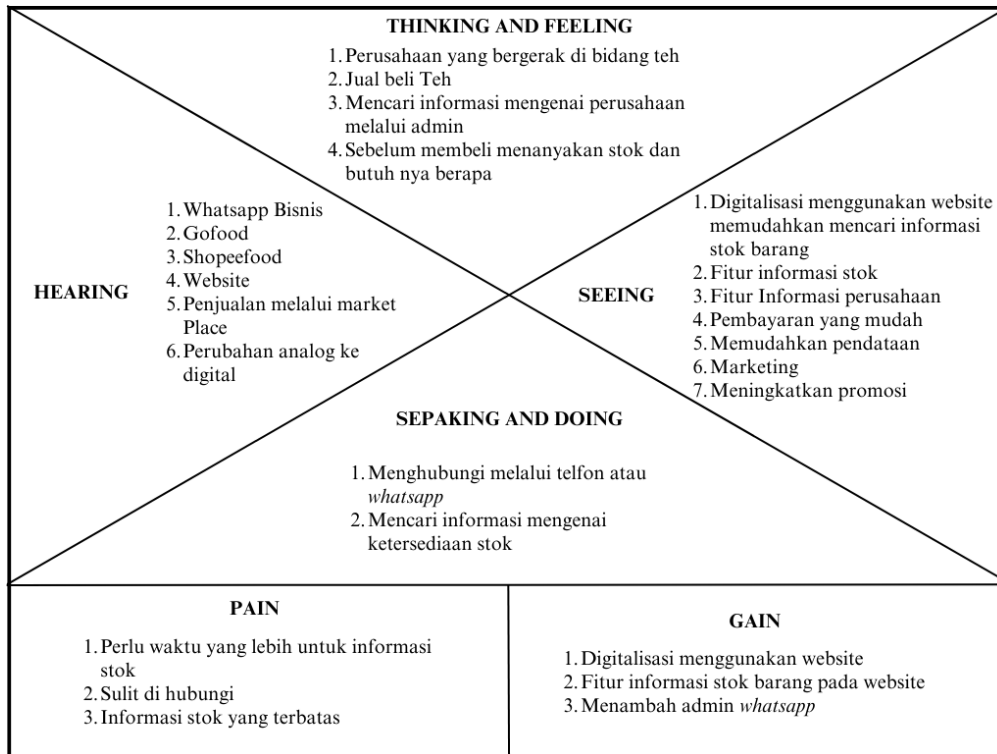 THINKING AND FEELING
1. Perusahaan yang bergerak di bidang teh
2. Jual beli Teh
3. Mencari informasi mengenai perusahaan
melalui admin
4. Sebelum membeli menanyakan stok dan
butuh nya berapa
HEARING
1. Whatsapp Bisnis
2. Gofood
3. Shopeefood
4. Website
5. Penjualan melalui market
Place
6. Perubahan analog ke
digital
SEEING
1. Digitalisasi menggunakan website
memudahkan mencari informasi
stok barang
2. Fitur informasi stok
3. Fitur Informasi perusahaan
4. Pembayaran yang mudah
5. Memudahkan pendataan
6. Marketing
7. Meningkatkan promosi
SEPAKING AND DOING
1. Menghubungi melalui telfon atau
whatsapp
2. Mencari informasi mengenai
ketersediaan stok
PAIN
1. Perlu waktu yang lebih untuk informasi
stok
2. Sulit di hubungi
3. Informasi stok yang terbatas
GAIN
1. Digitalisasi menggunakan website
2. Fitur informasi stok barang pada website
3. Menambah admin whatsapp